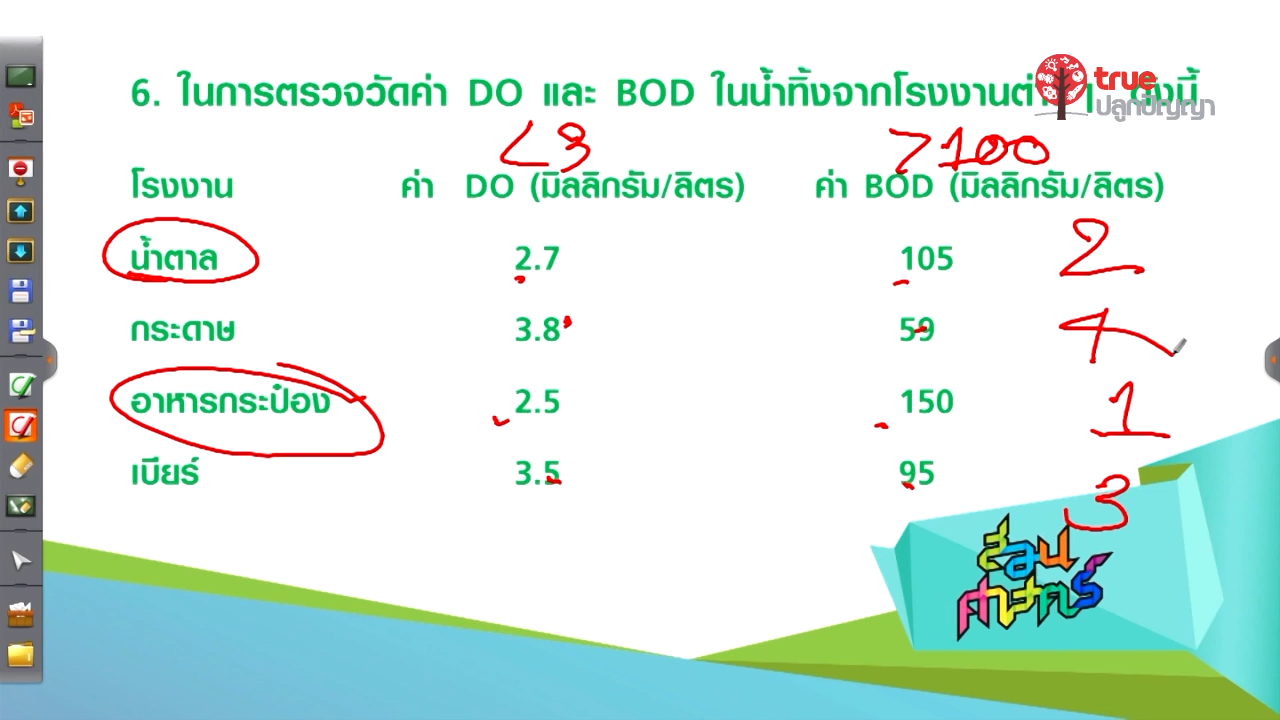 6. ในการตรวจวัดค่า DO และ BOD ในน้ำทิ้งจากโรงงานต่าง ๆ ดังนี้
true
ปลูกปัญญา
<3 >100
โรงงาน ค่า DO (มิลลิกรัม/ลิตร) ค่า BOD (มิลลิกรัม/ลิตร)
น้ำตาล 2.7 105 2
กระดาษ 3.8 59 4
อาหารกระป๋อง 2.5 150 1
เบียร์ 3.5 95 3
สอน
ศาสตร์